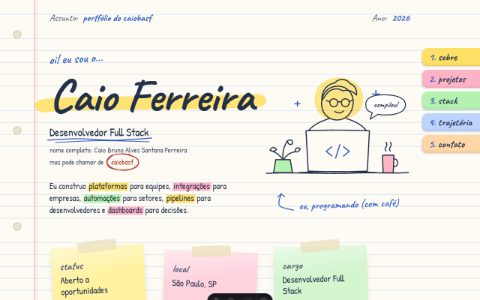 Assunto: portfólio do caiobasf
Ano: 2026
oi! eu sou o...
Caio Ferreira
Desenvolvedor Full Stack
nome completo: Caio Bruno Alves Santana Ferreira
mas pode chamar de caiobasf
Eu construo plataformas para equipes, integrações para
empresas, automações para setores, pipelines para
desenvolvedores e dashboards para decisões.
compilou!
</>
eu, programando (com café)
1. sobre
2. projetos
3. stack
4. trajetória
5. contato
status
Aberto a
oportunidades
local
São Paulo, SP
cargo
Desenvolvedor Full
Stack